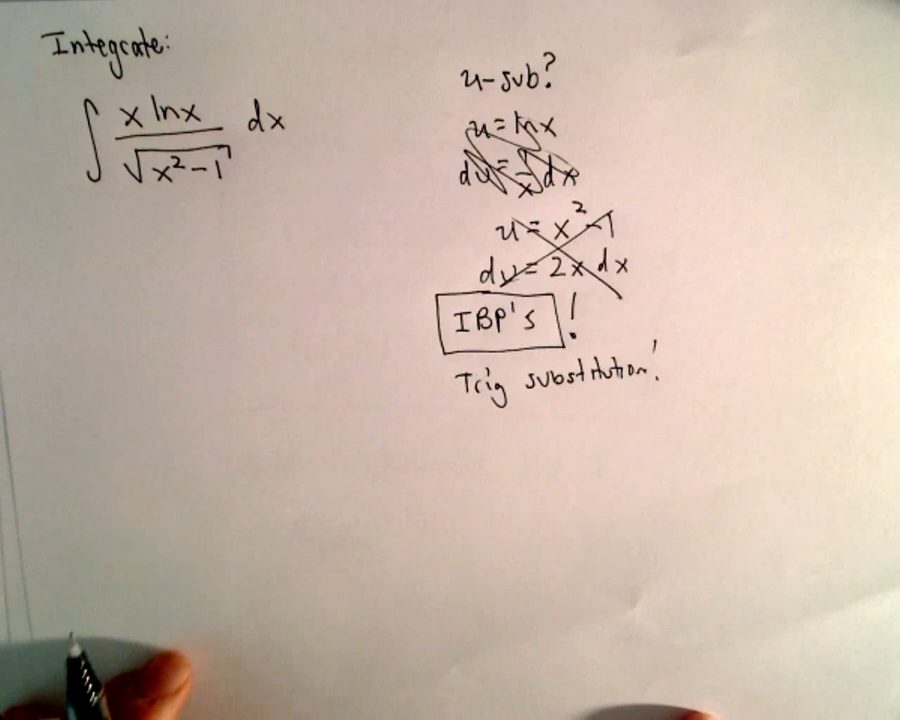 Integrate:
∫ x ln x / √(x² - 1) dx
u-sub?
u = ln x
du = 1/x dx
u = x² - 1
du = 2x dx
IBP's !
Trig substitution!